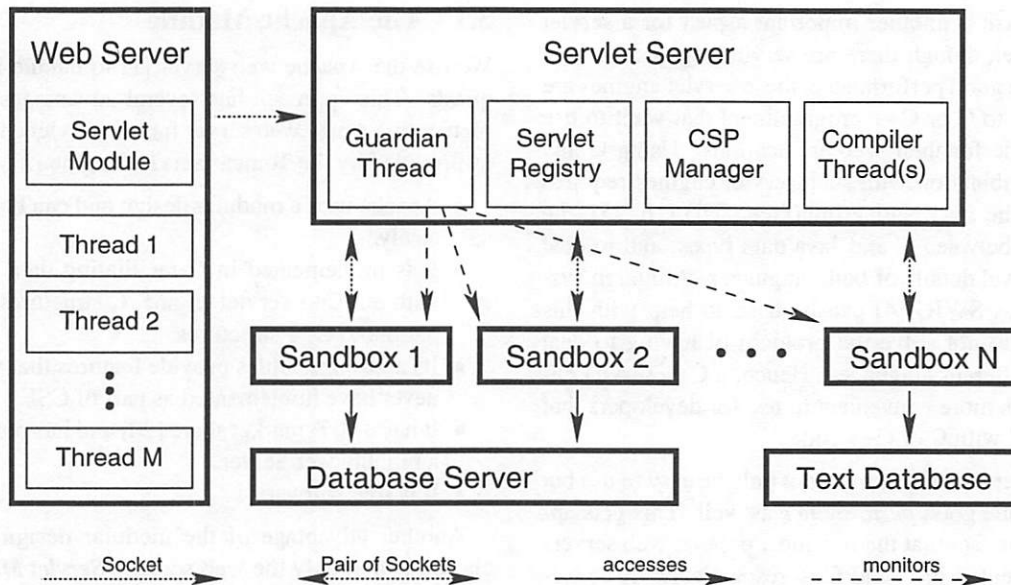 Web Server
Servlet
Module
Thread 1
Thread 2
Thread M
Servlet Server
Guardian
Thread
Servlet
Registry
CSP
Manager
Compiler
Thread(s)
Sandbox 1
Sandbox 2
Sandbox N
Database Server
Text Database
Socket
Pair of Sockets
accesses
monitors